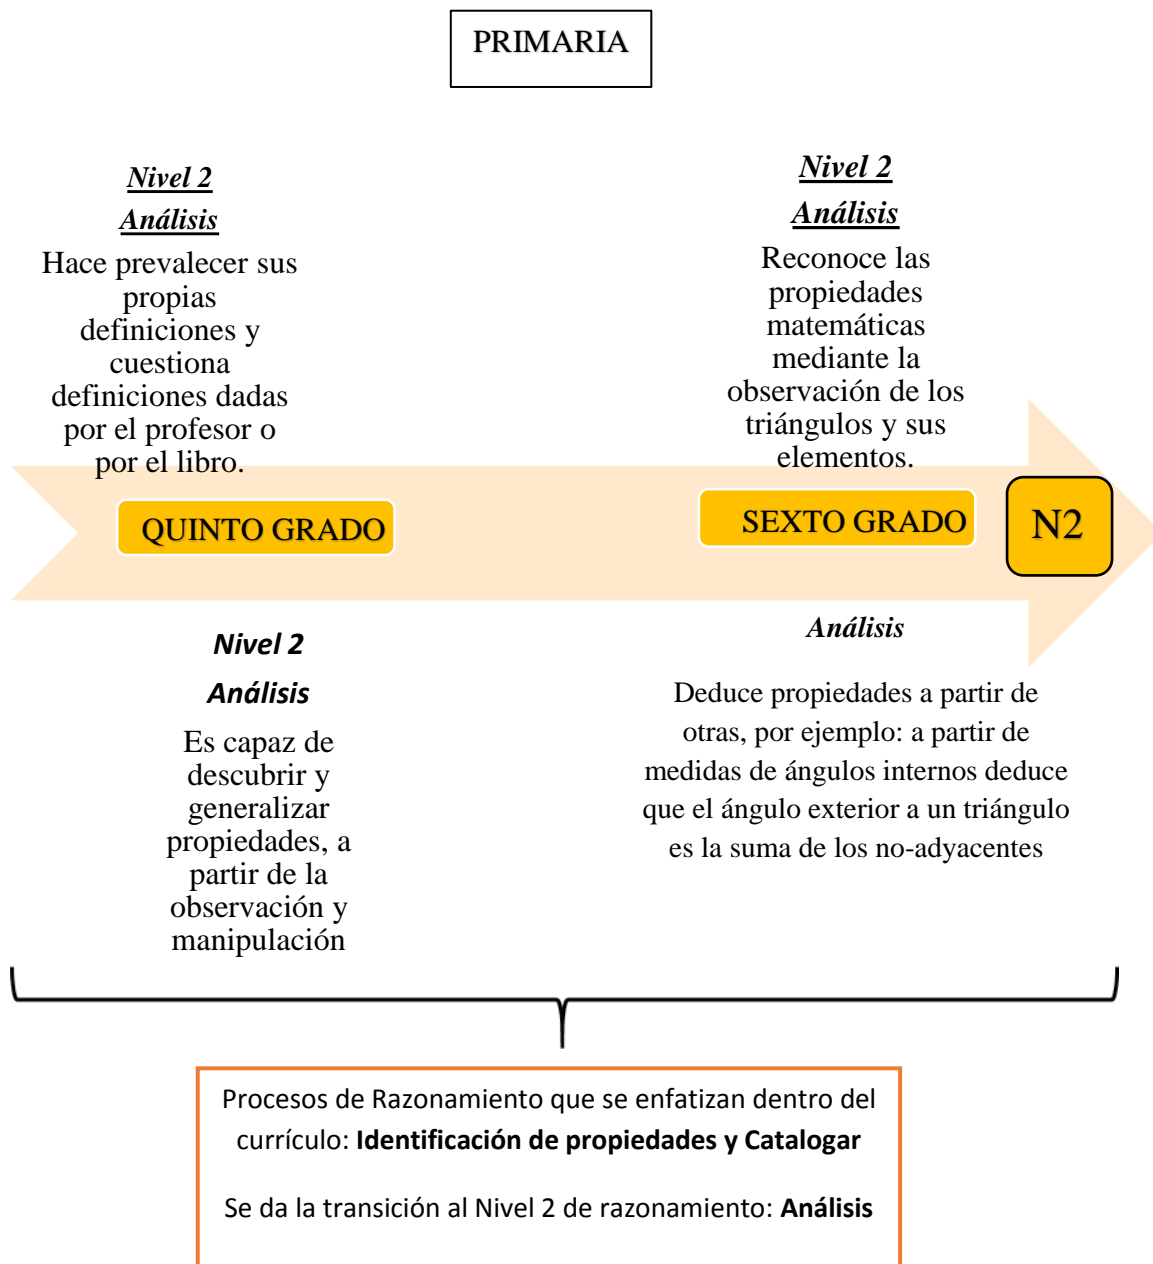 PRIMARIA
Nivel 2
Análisis
Hace prevalecer sus
propias
definiciones y
cuestiona
definiciones dadas
por el profesor o
por el libro.
Nivel 2
Análisis
Reconoce las
propiedades
matemáticas
mediante la
observación de los
triángulos y sus
elementos.
QUINTO GRADO
SEXTO GRADO
N2
Nivel 2
Análisis
Es capaz de
descubrir y
generalizar
propiedades, a
partir de la
observación y
manipulación
Análisis
Deduce propiedades a partir de
otras, por ejemplo: a partir de
medidas de ángulos internos deduce
que el ángulo exterior a un triángulo
es la suma de los no-adyacentes
Procesos de Razonamiento que se enfatizan dentro del
currículo: Identificación de propiedades y Catalogar
Se da la transición al Nivel 2 de razonamiento: Análisis